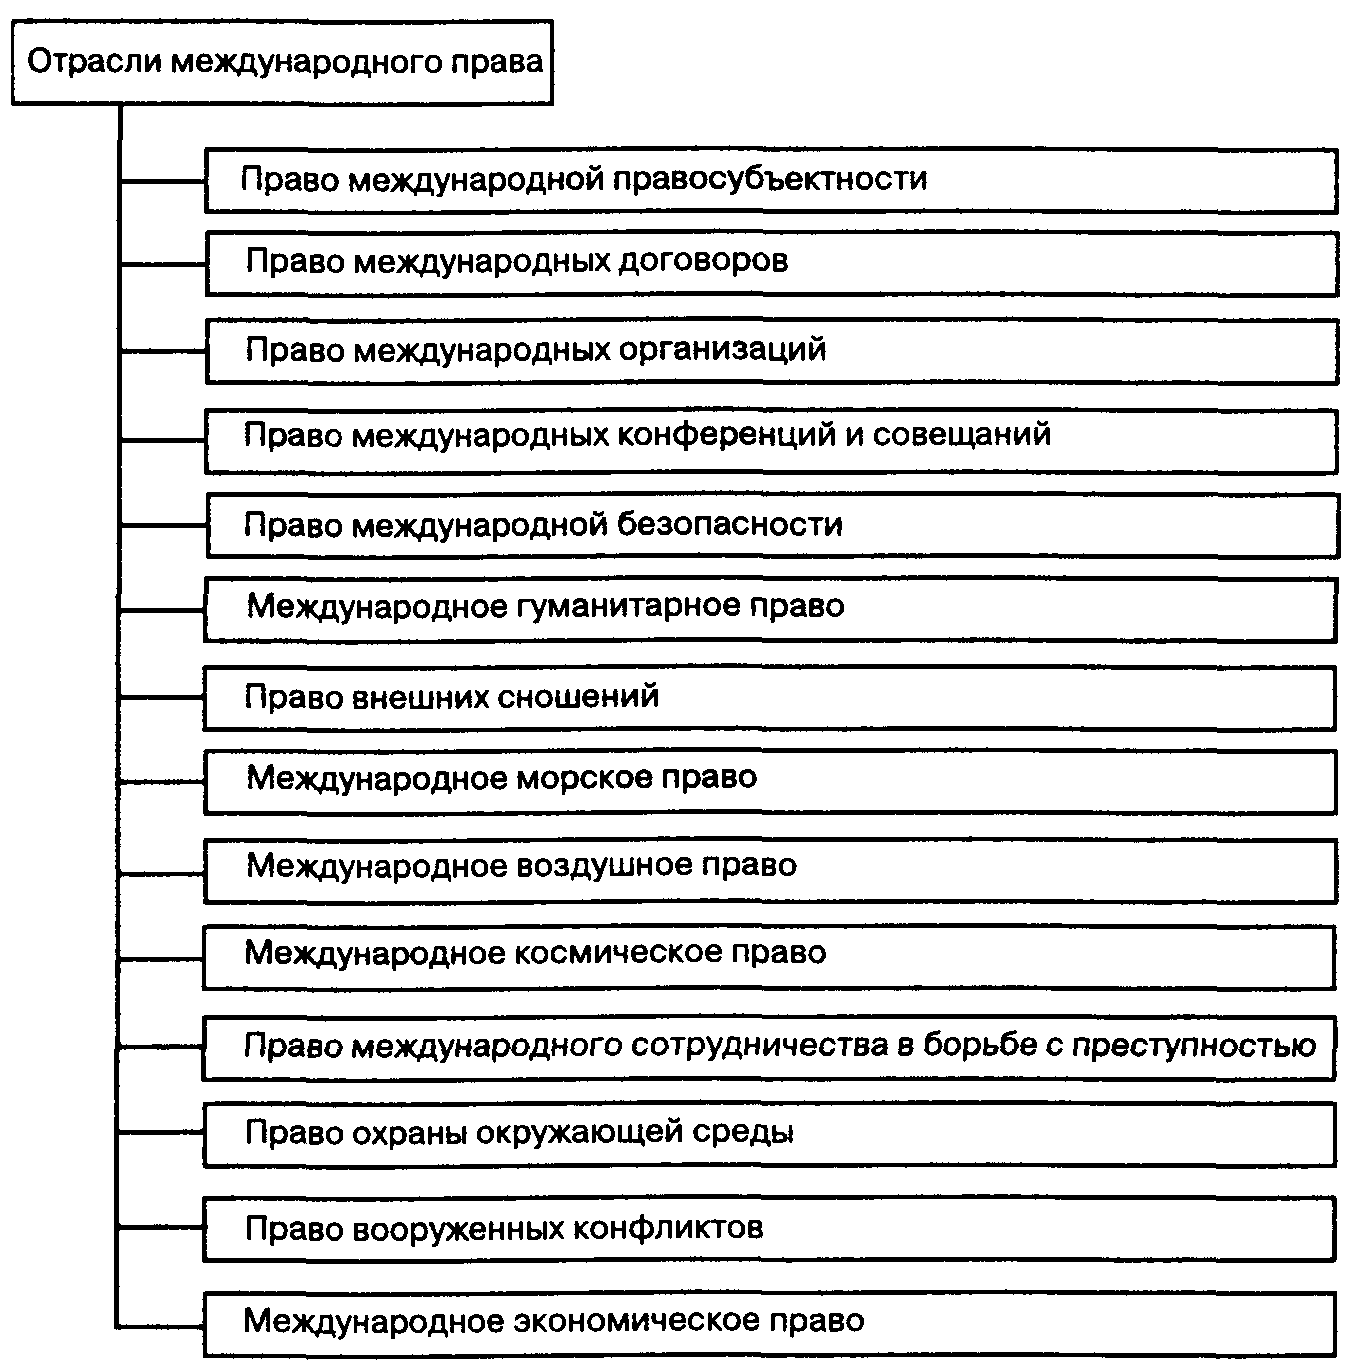 Отрасли международного права
Право международной правосубъектности
Право международных договоров
Право международных организаций
Право международных конференций и совещаний
Право международной безопасности
Международное гуманитарное право
Право внешних сношений
Международное морское право
Международное воздушное право
Международное космическое право
Право международного сотрудничества в борьбе с преступностью
Право охраны окружающей среды
Право вооруженных конфликтов
Международное экономическое право